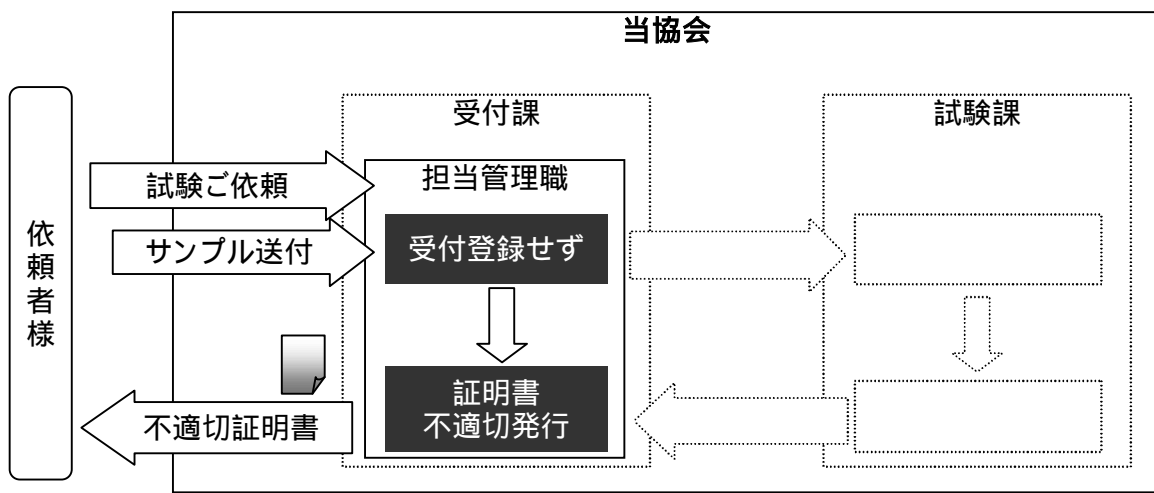 当協会
受付課
試験課
担当管理職
試験ご依頼
サンプル送付
受付登録せず
依頼者様
証明書
不適切発行
不適切証明書